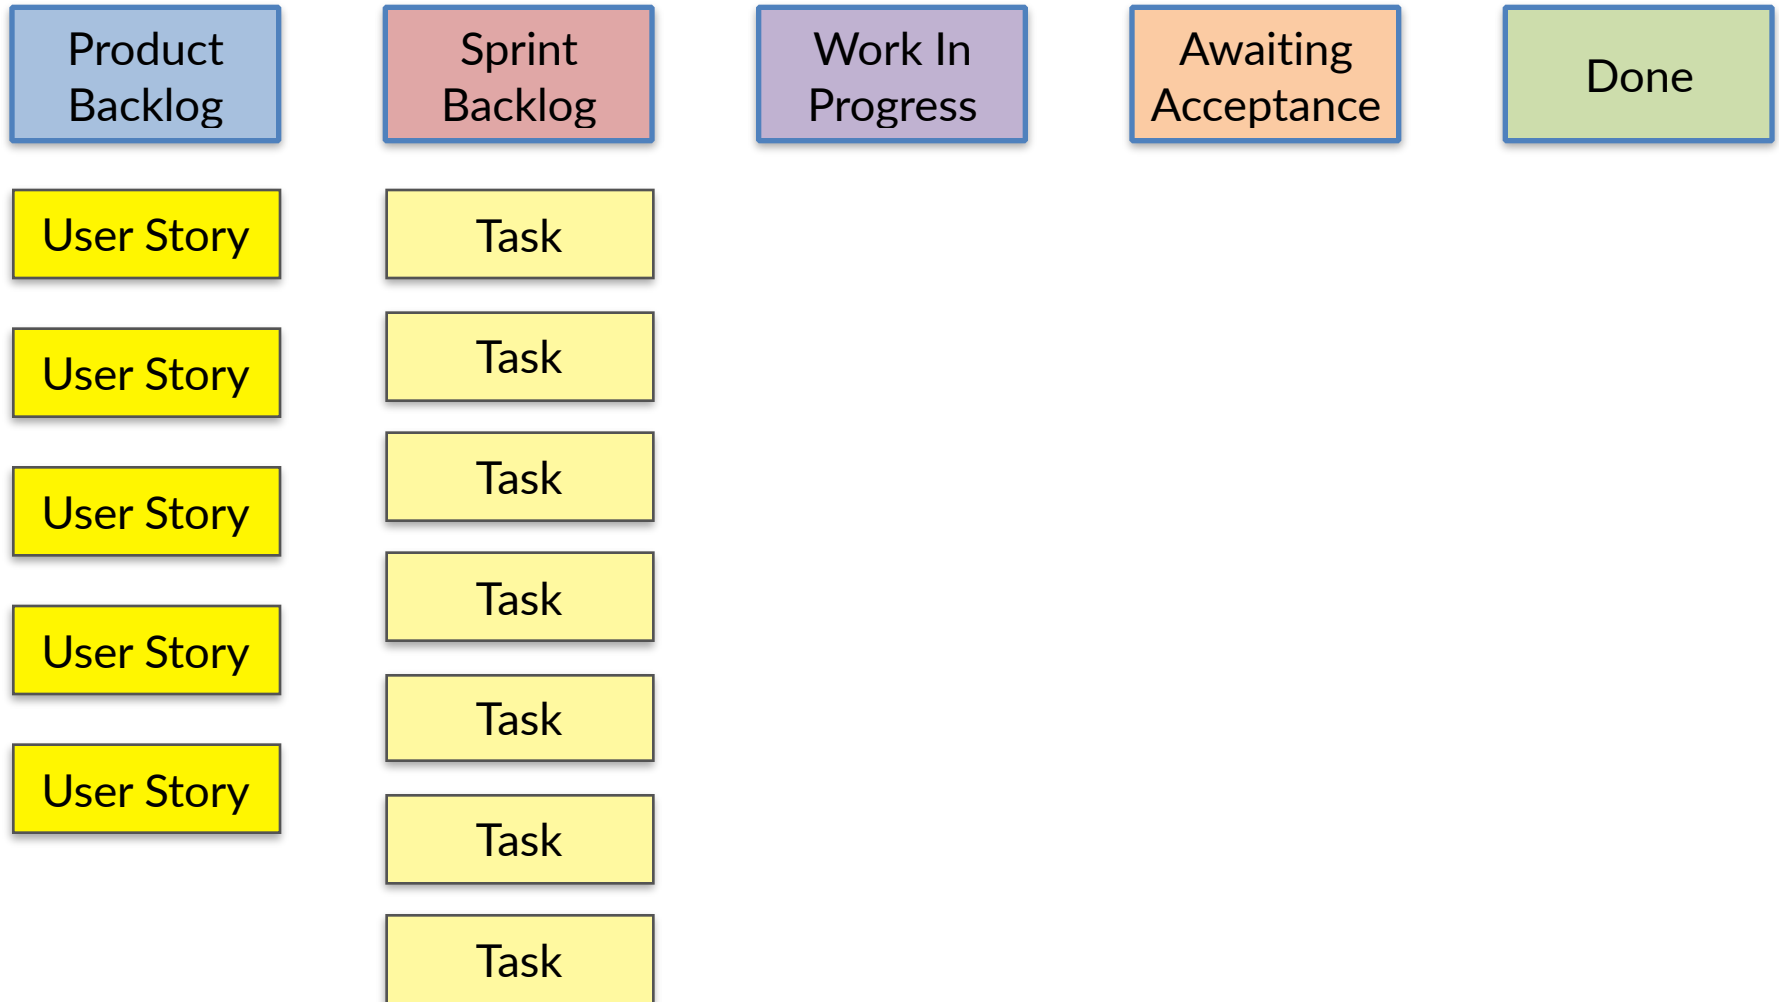 Product
Backlog
Sprint
Backlog
Work In
Progress
Awaiting
Acceptance
Done
User Story
User Story
User Story
User Story
User Story
Task
Task
Task
Task
Task
Task
Task